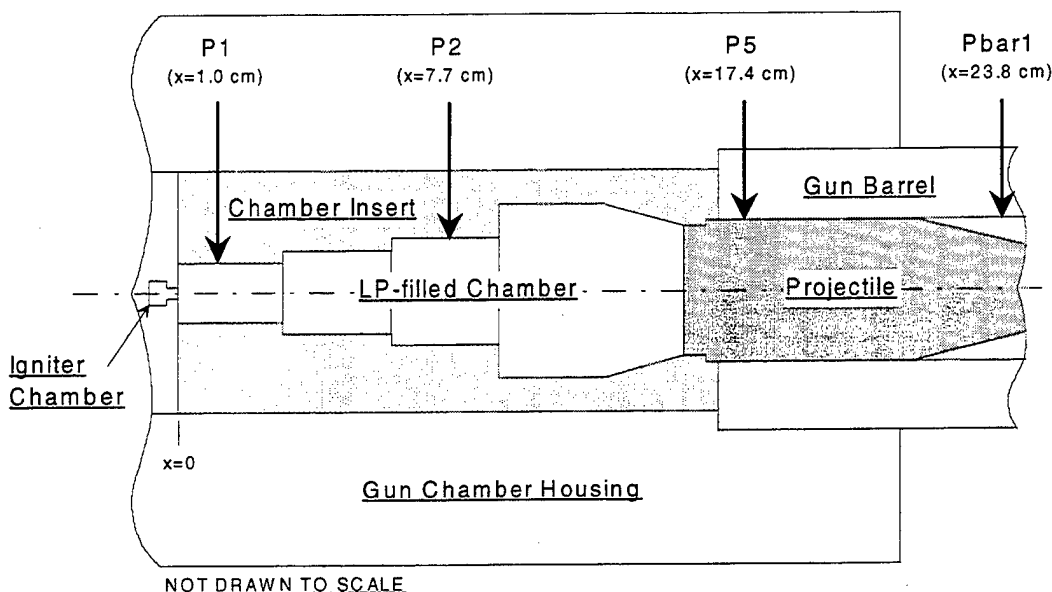 P1
(x=1.0 cm)
P2
(x=7.7 cm)
P5
(x=17.4 cm)
Pbar1
(x=23.8 cm)
Gun Barrel
Chamber Insert
LP-filled Chamber
Projectile
Igniter
Chamber
x=0
Gun Chamber Housing
NOT DRAWN TO SCALE